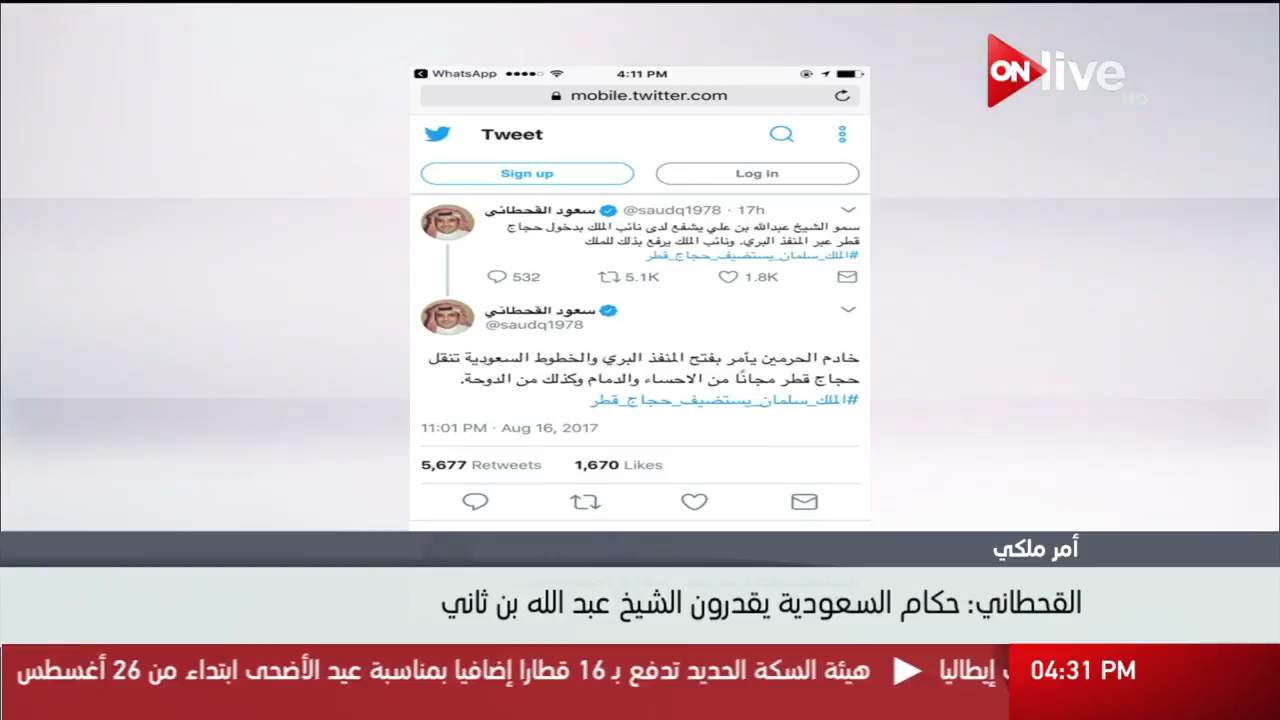 ON live
HD
WhatsApp
4:11 PM
mobile.twitter.com
Tweet
Sign up
Log in
سعود القحطاني @saudq1978 · 17h
سمو الشيخ عبدالله بن علي يشفع لدى نائب الملك بدخول حجاج
قطر عبر المنفذ البري. ونائب الملك يرفع بذلك للملك
#الملك_سلمان_يستضيف_حجاج_قطر
532 5.1K 1.8K
سعود القحطاني
@saudq1978
خادم الحرمين يأمر بفتح المنفذ البري والخطوط السعودية تنقل
حجاج قطر مجانًا من الاحساء والدمام وكذلك من الدوحة.
#الملك_سلمان_يستضيف_حجاج_قطر
11:01 PM · Aug 16, 2017
5,677 Retweets 1,670 Likes
أمر ملكي
القحطاني: حكام السعودية يقدرون الشيخ عبد الله بن ثاني
04:31 PM
إيطاليا
هيئة السكة الحديد تدفع بـ 16 قطارا إضافيا بمناسبة عيد الأضحى ابتداء من 26 أغسطس